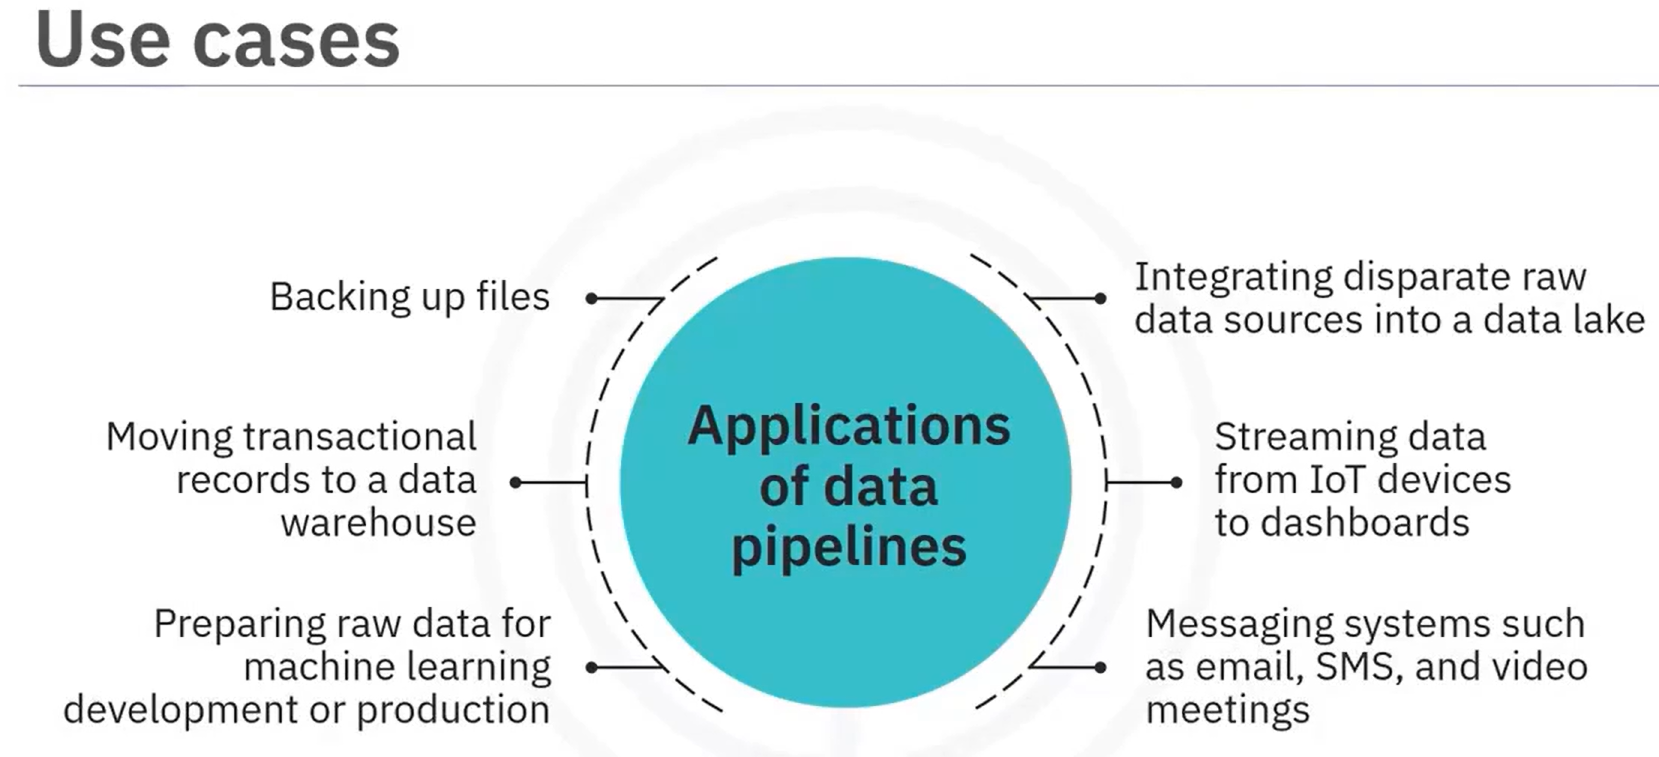 Use cases
Backing up files
Moving transactional
records to a data
warehouse
Preparing raw data for
machine learning
development or production
Applications
of data
pipelines
Integrating disparate raw
data sources into a data lake
Streaming data
from IoT devices
to dashboards
Messaging systems such
as email, SMS, and video
meetings